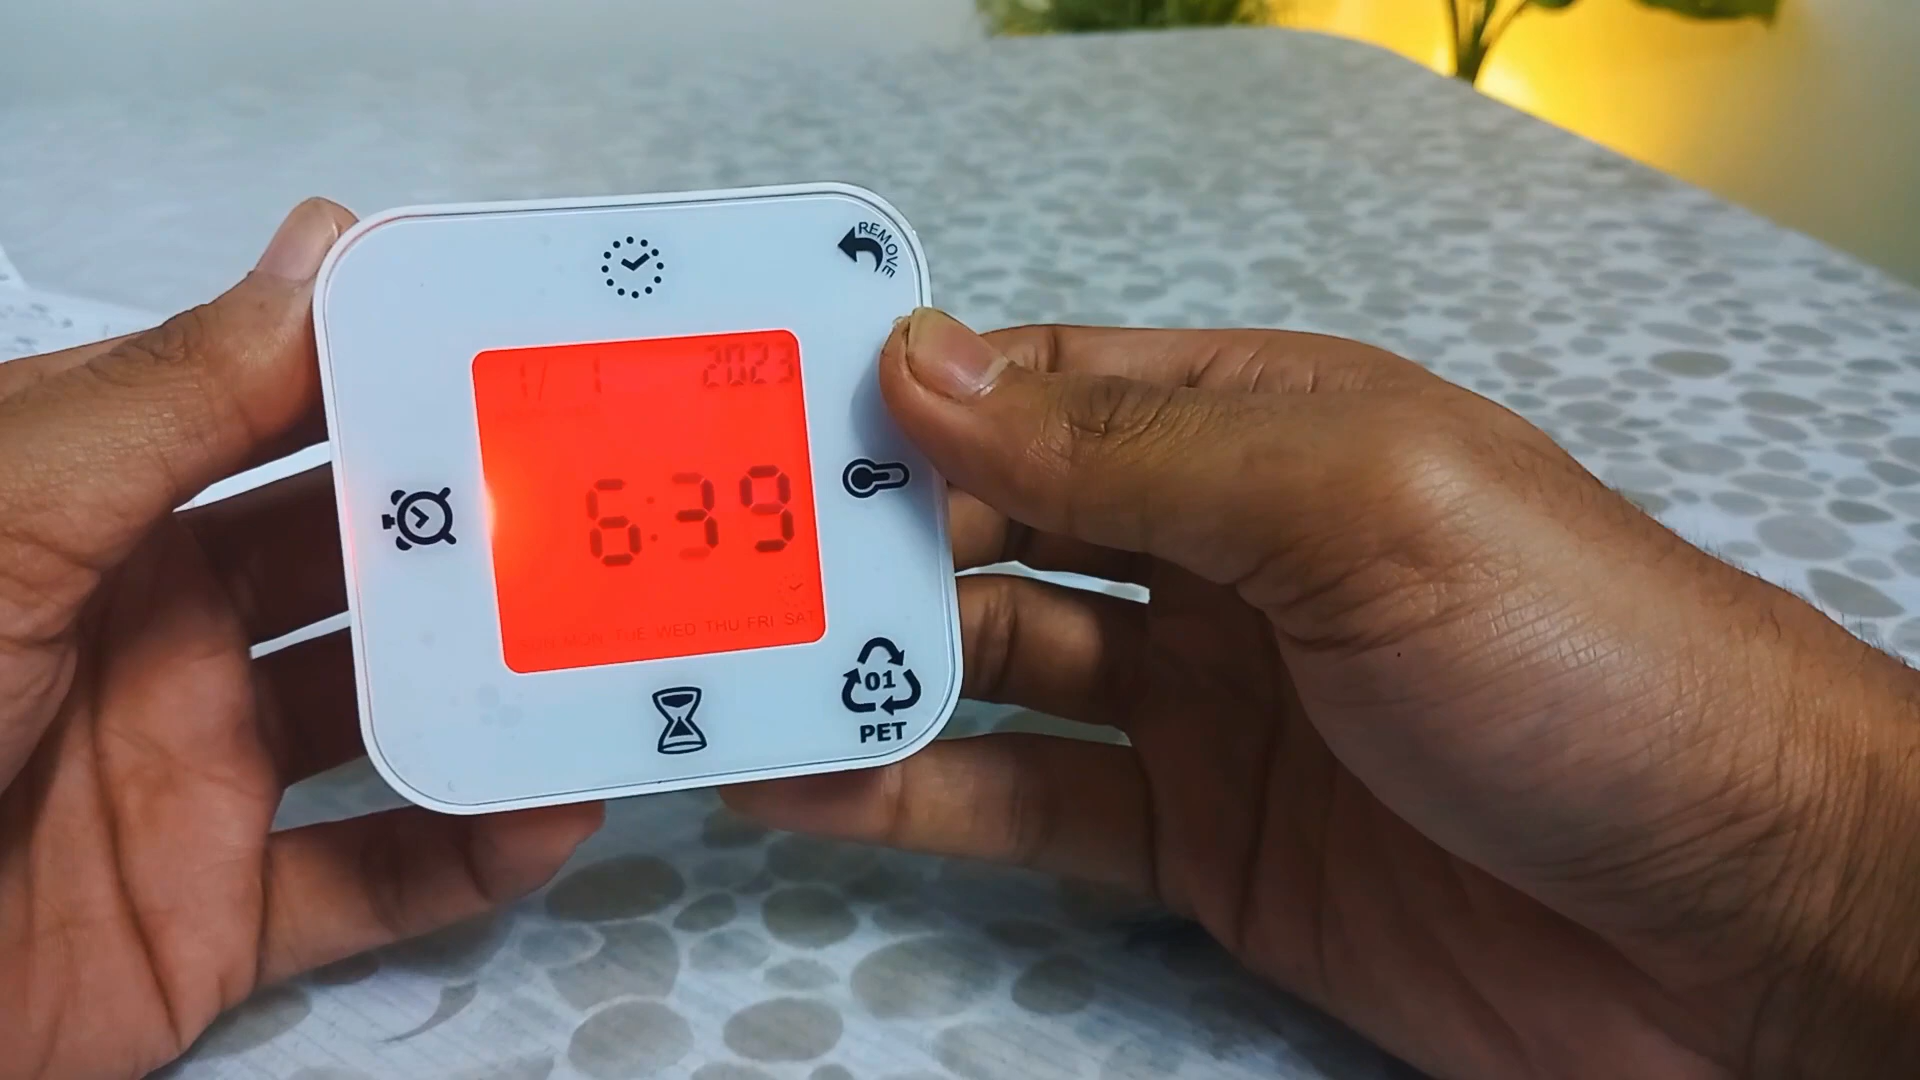 REMOVE
1/ 1 2023
6:39
SUN MON TUE WED THU FRI SAT
01
PET